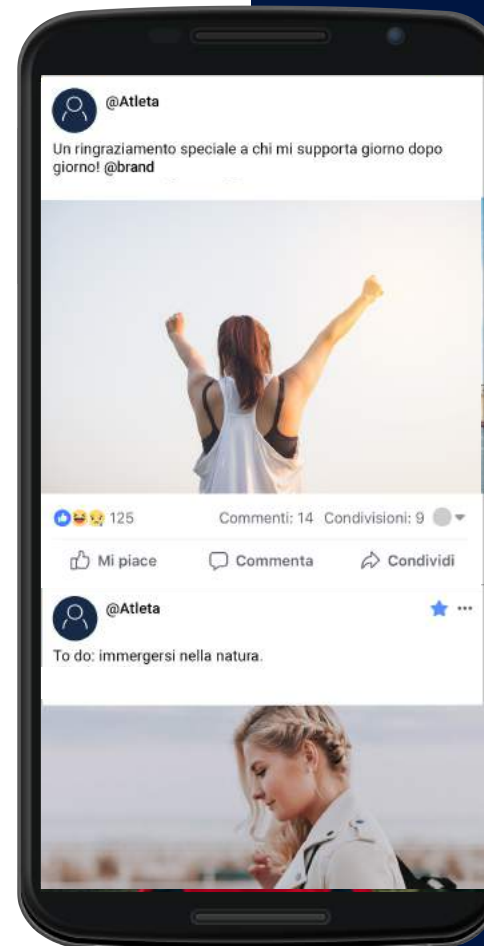 @Atleta
Un ringraziamento speciale a chi mi supporta giorno dopo
giorno! @brand
125
Commenti: 14 Condivisioni: 9
Mi piace Commenta Condividi
@Atleta
To do: immergersi nella natura.